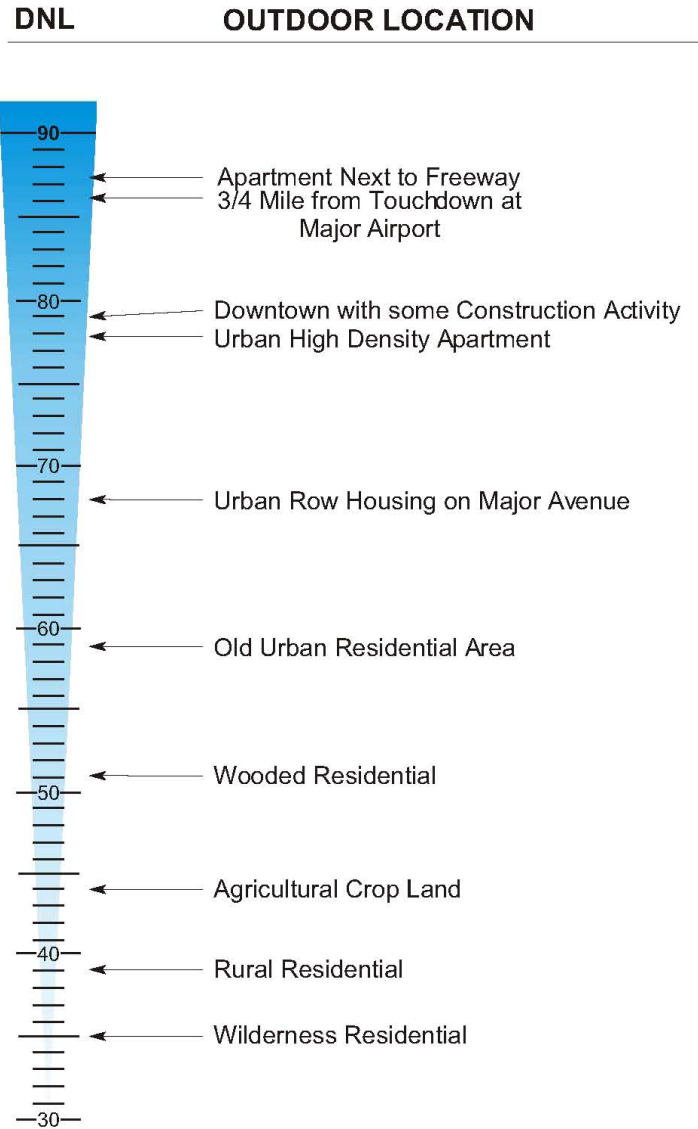 DNL OUTDOOR LOCATION
90
Apartment Next to Freeway
3/4 Mile from Touchdown at
Major Airport
80
Downtown with some Construction Activity
Urban High Density Apartment
70
Urban Row Housing on Major Avenue
60
Old Urban Residential Area
Wooded Residential
50
Agricultural Crop Land
40
Rural Residential
Wilderness Residential
30